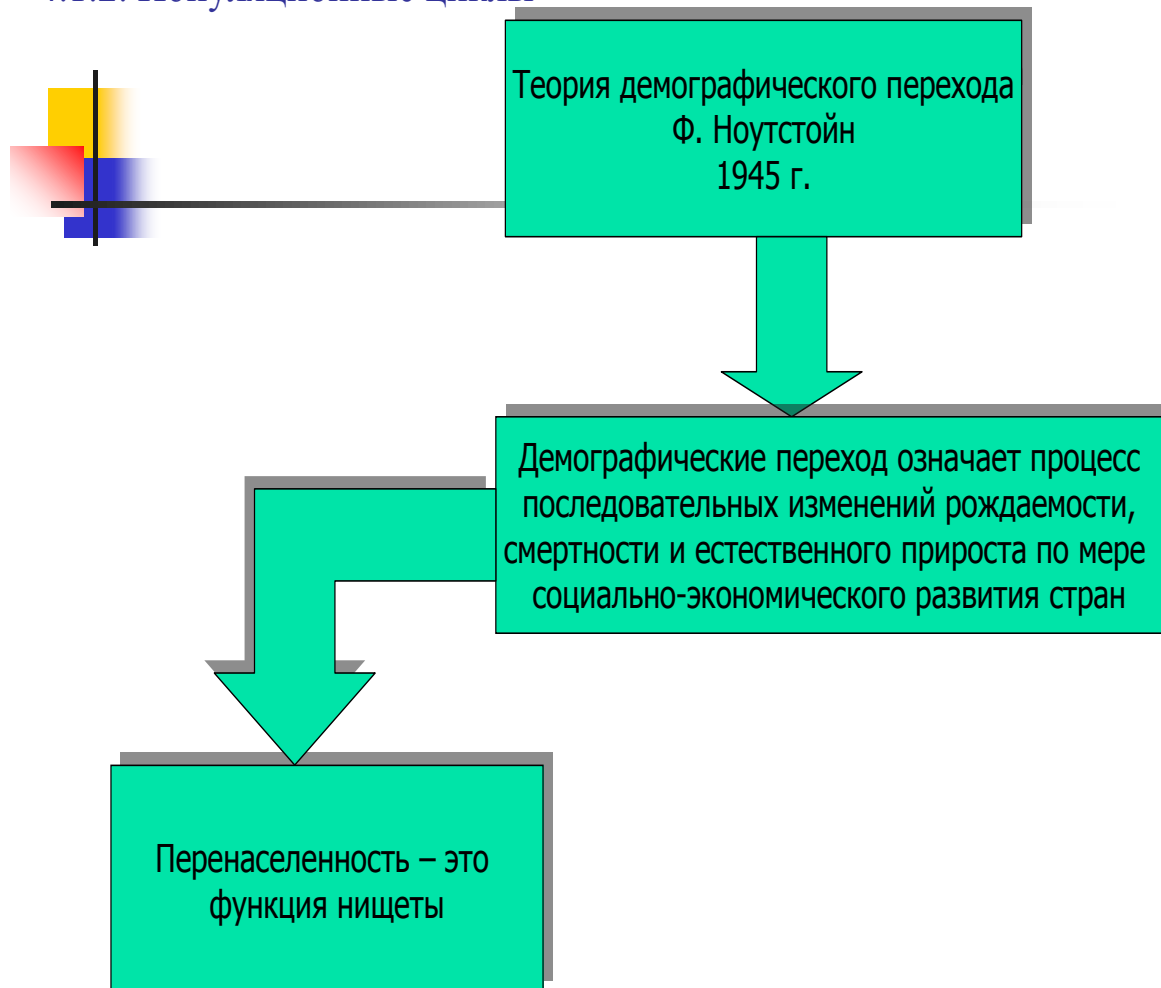 Теория демографического перехода
Ф. Ноутстойн
1945 г.
Демографические переход означает процесс
последовательных изменений рождаемости,
смертности и естественного прироста по мере
социально-экономического развития стран
Перенаселенность – это
функция нищеты